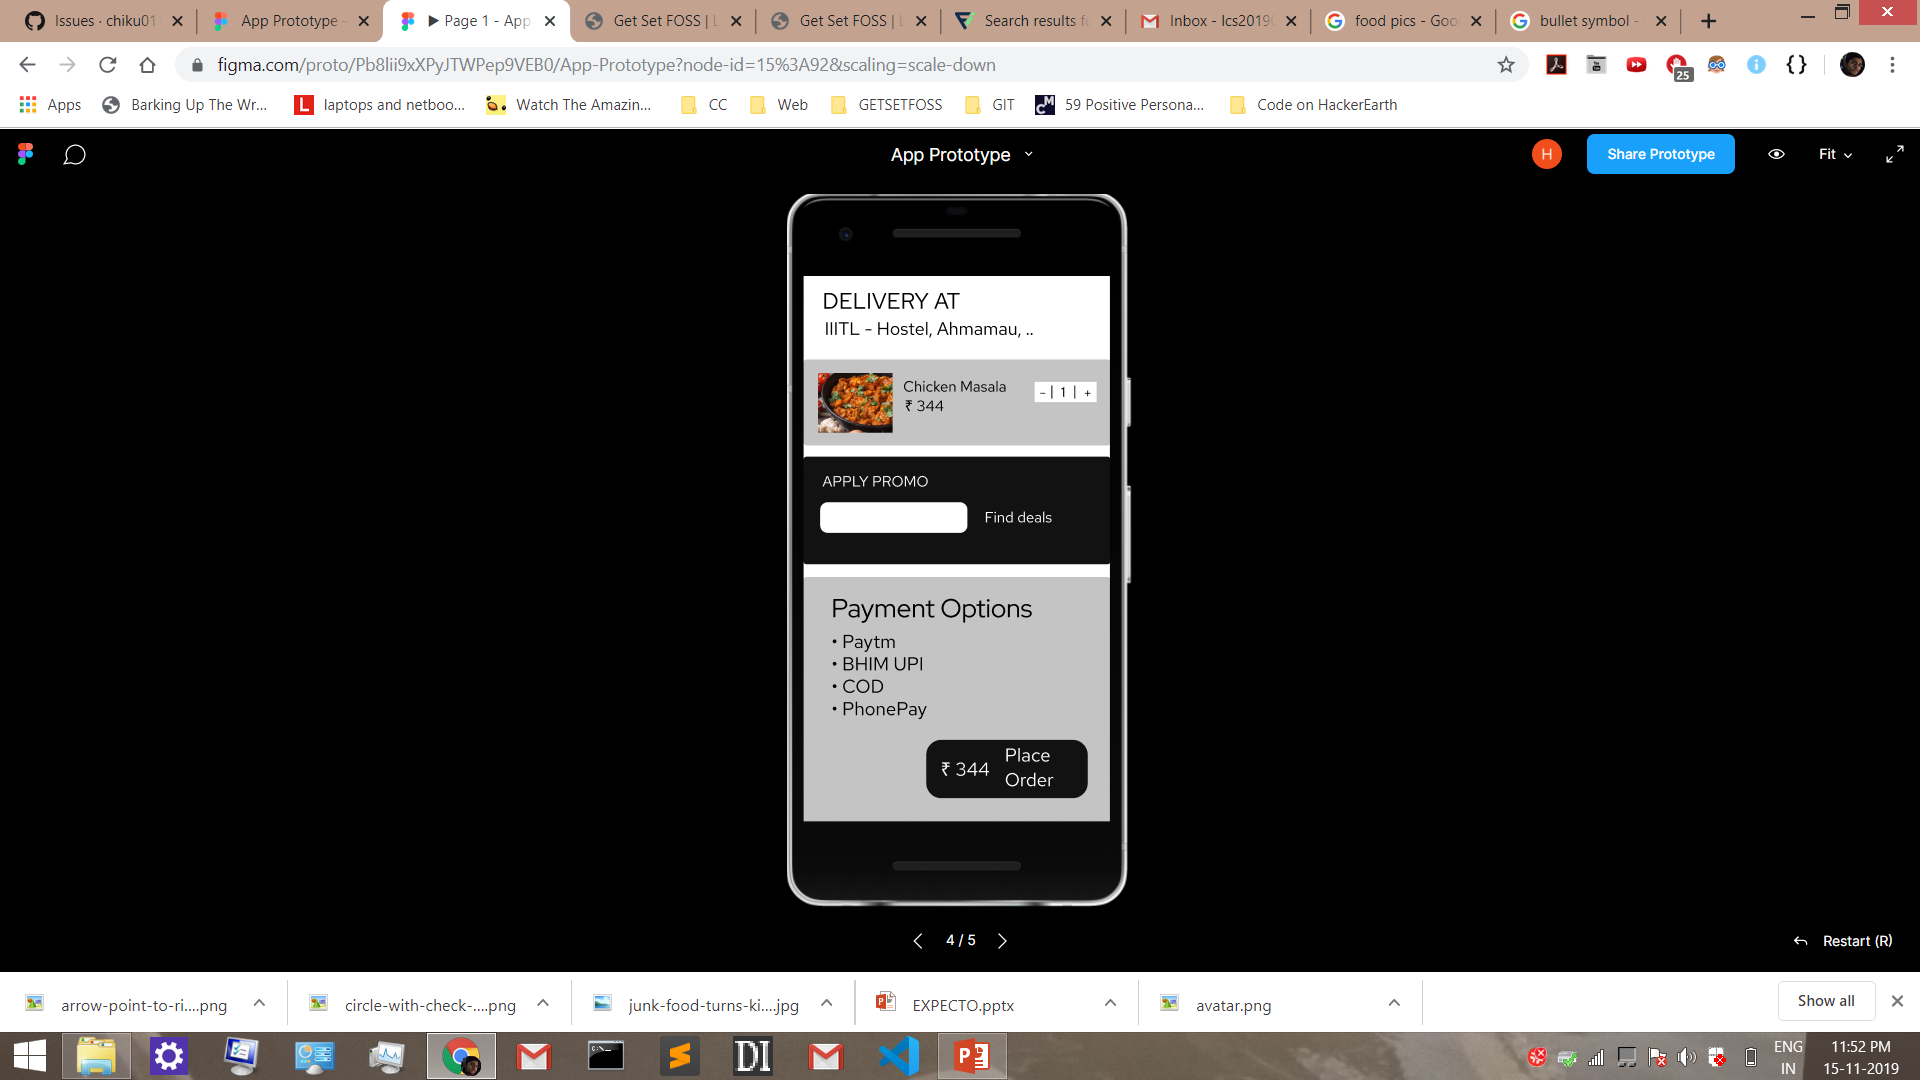 Issues · chiku01
App Prototype -
▶ Page 1 - App
Get Set FOSS | L
Get Set FOSS | L
Search results fo
Inbox - lcs2019
food pics - Goo
bullet symbol -
figma.com/proto/Pb8lii9xXPyJTWPep9VEB0/App-Prototype?node-id=15%3A92&scaling=scale-down
25
Apps
Barking Up The Wr...
laptops and netboo...
Watch The Amazin...
CC
Web
GETSETFOSS
GIT
59 Positive Persona...
Code on HackerEarth
App Prototype
H
Share Prototype
Fit
DELIVERY AT
IIITL - Hostel, Ahmamau, ..
Chicken Masala
₹ 344
- | 1 | +
APPLY PROMO
Find deals
Payment Options
• Paytm
• BHIM UPI
• COD
• PhonePay
₹ 344 Place
Order
4 / 5
Restart (R)
arrow-point-to-ri....png
circle-with-check-....png
junk-food-turns-ki....jpg
EXPECTO.pptx
avatar.png
Show all
DI
ENG
IN
11:52 PM
15-11-2019